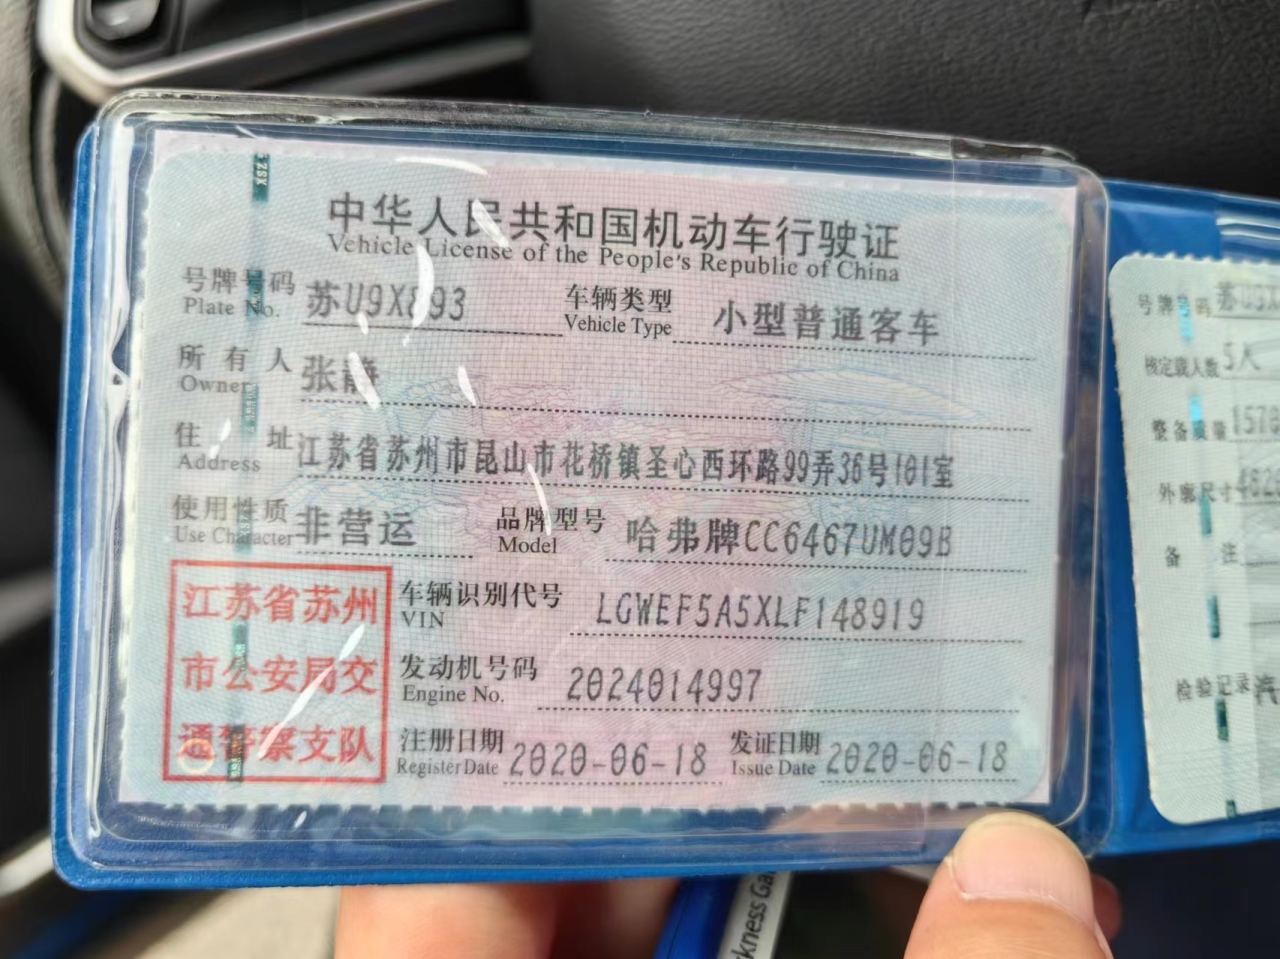 中华人民共和国机动车行驶证
Vehicle License of the People's Republic of China
号牌号码 苏U9X893 车辆类型 小型普通客车
Plate No. Vehicle Type
所有人 张静
Owner
住址 江苏省苏州市昆山市花桥镇圣心西环路99弄36号101室
Address
使用性质 非营运 品牌型号 哈弗牌CC6467UM09B
Use Character Model
江苏省苏州
市公安局交
通警察支队
车辆识别代号 LGWEF5A5XLF148919
VIN
发动机号码 2024014997
Engine No.
注册日期 2020-06-18 发证日期 2020-06-18
Register Date Issue Date
号牌号码 苏U9X
核定载人数 5人
整备质量
外廓尺寸
备注
检验记录